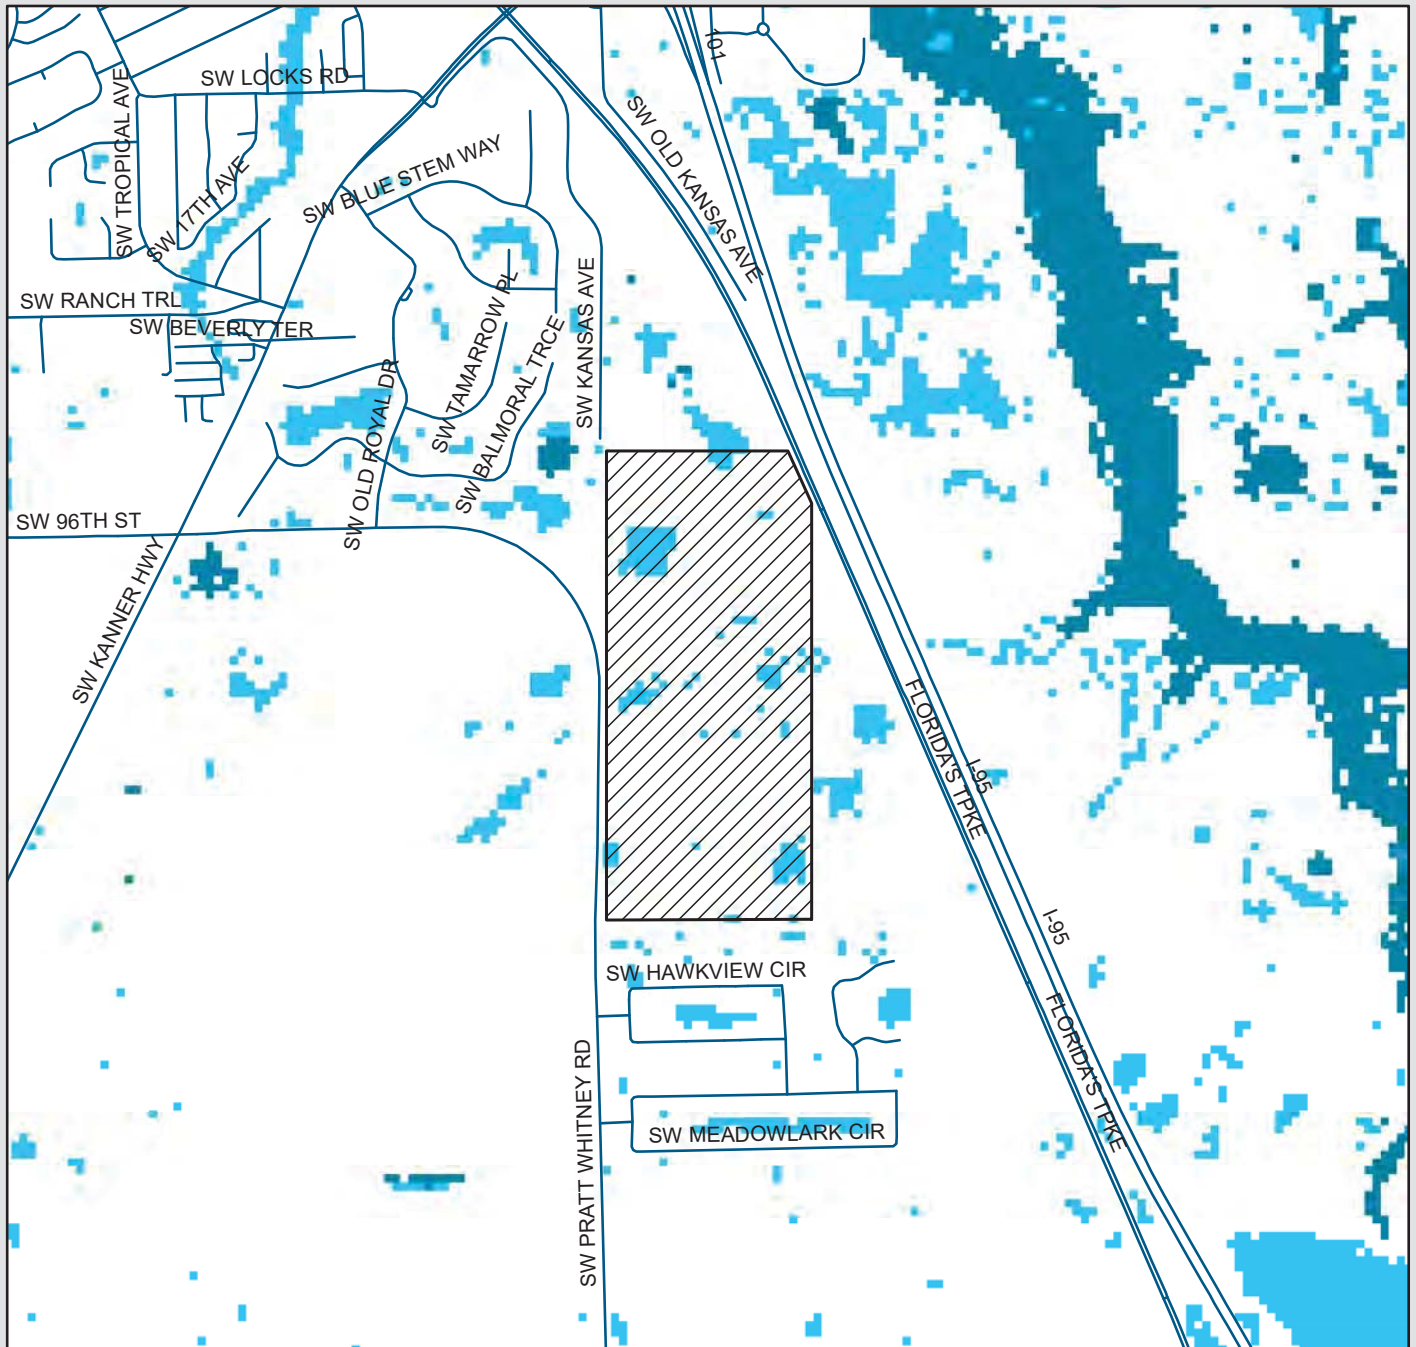 101
SW LOCKS RD
SW TROPICAL AVE
SW 17TH AVE
SW BLUE STEM WAY
SW OLD KANSAS AVE
SW RANCH TRL
SW BEVERLY TER
SW TAMARROW PL
SW KANSAS AVE
SW BALMORAL TRCE
SW OLD ROYAL DR
SW 96TH ST
SW KANNER HWY
FLORIDA'S TPKE
I-95
I-95
SW HAWKVIEW CIR
FLORIDA'S TPKE
SW PRATT WHITNEY RD
SW MEADOWLARK CIR